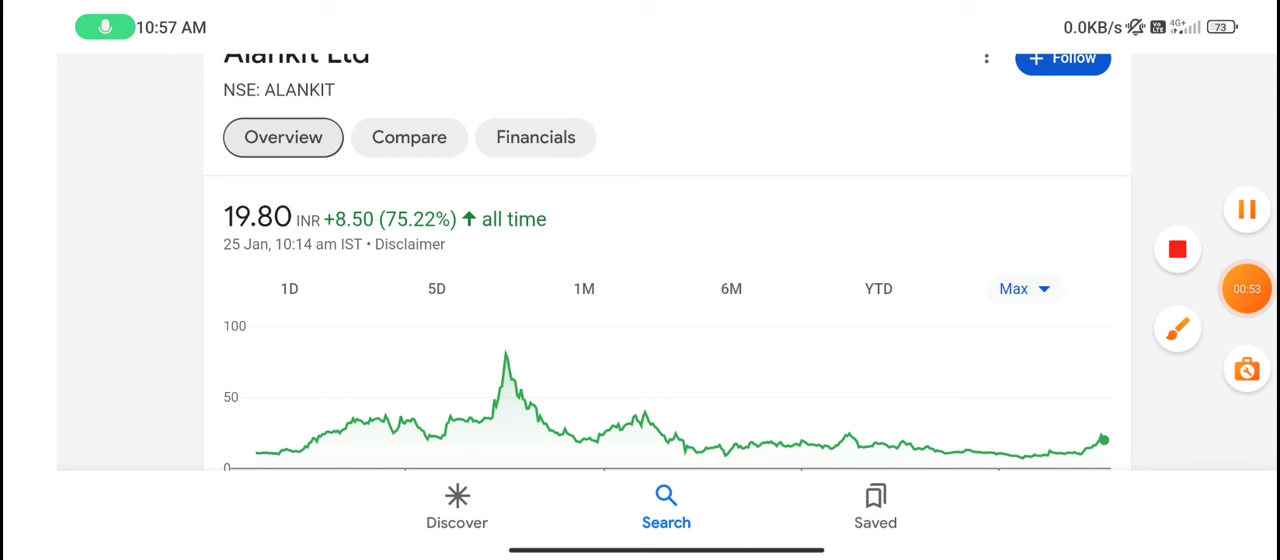 10:57 AM
0.0KB/s Vo LTE 4G+ 73
Alankit Ltd
+ Follow
NSE: ALANKIT
Overview Compare Financials
19.80 INR +8.50 (75.22%) ↑ all time
25 Jan, 10:14 am IST • Disclaimer
1D 5D 1M 6M YTD Max
100
50
0
00:53
Discover Search Saved